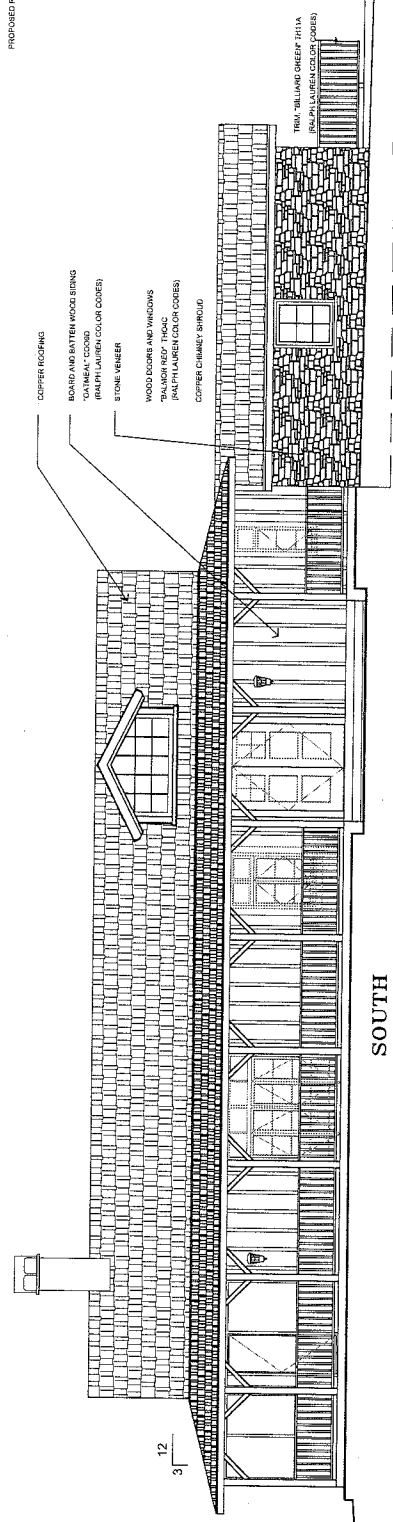 PROPOSED R
COPPER ROOFING
BOARD AND BATTEN WOOD SIDING
"OATMEAL" CO09D
(RALPH LAUREN COLOR CODES)
STONE VENEER
WOOD DOORS AND WINDOWS
"BALMOR RED" TH04C
(RALPH LAUREN COLOR CODES)
COPPER CHIMNEY SHROUD
TRIM, "BILLIARD GREEN" TH11A
(RALPH LAUREN COLOR CODES)
12
3
SOUTH